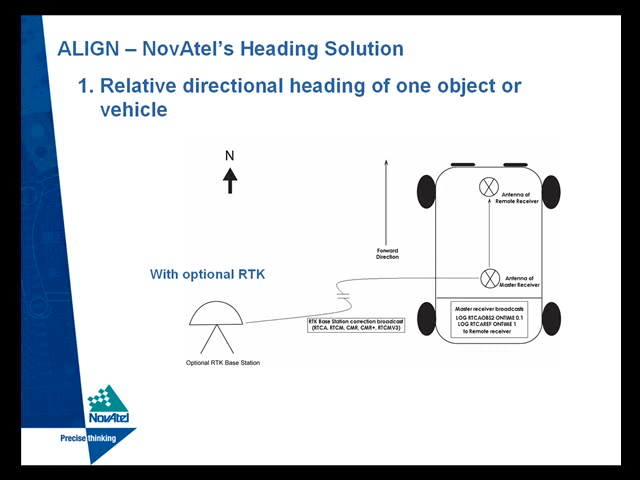 ALIGN – NovAtel's Heading Solution
1. Relative directional heading of one object or
vehicle
N
Antenna of
Remote Receiver
Forward
Direction
With optional RTK
Antenna of
Master Receiver
RTK Base Station correction broadcast
(RTCA, RTCM, CMR, CMR+, RTCMV3)
Master receiver broadcasts
LOG RTCAOBS2 ONTIME 0.1
LOG RTCAREF ONTIME 1
to Remote receiver
Optional RTK Base Station
NovAtel
Precise thinking